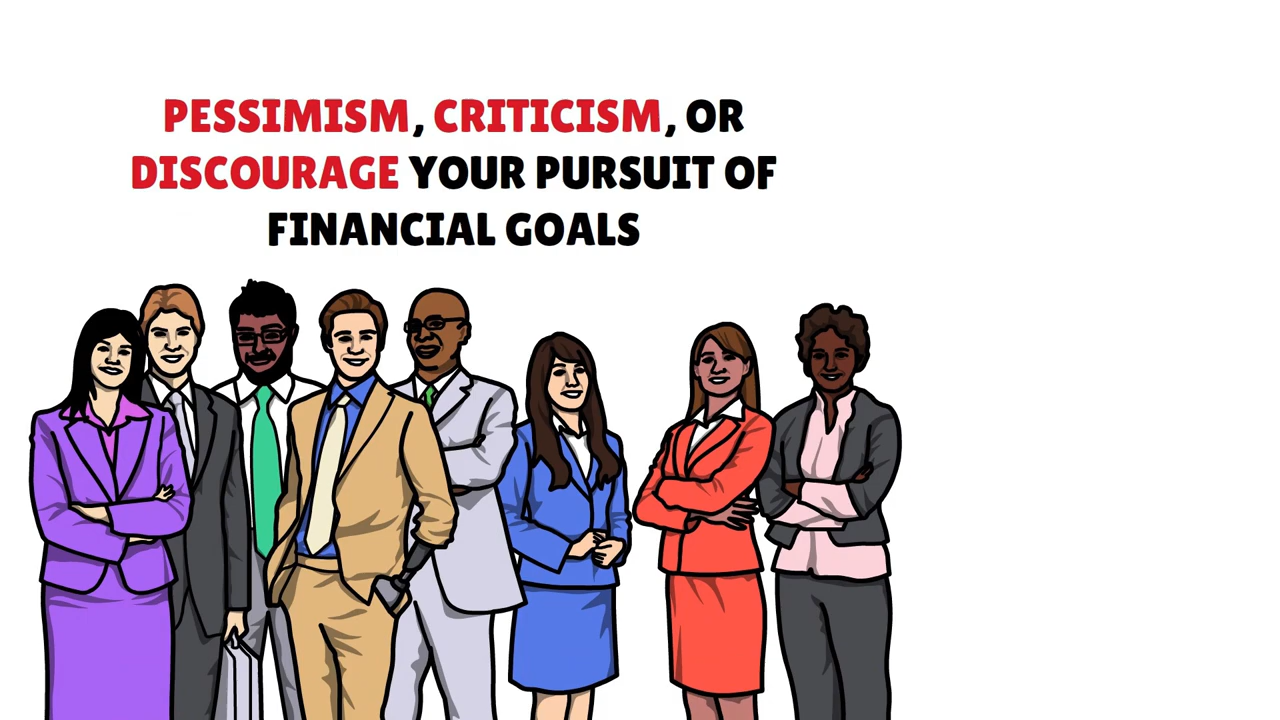 PESSIMISM, CRITICISM, OR
DISCOURAGE YOUR PURSUIT OF
FINANCIAL GOALS